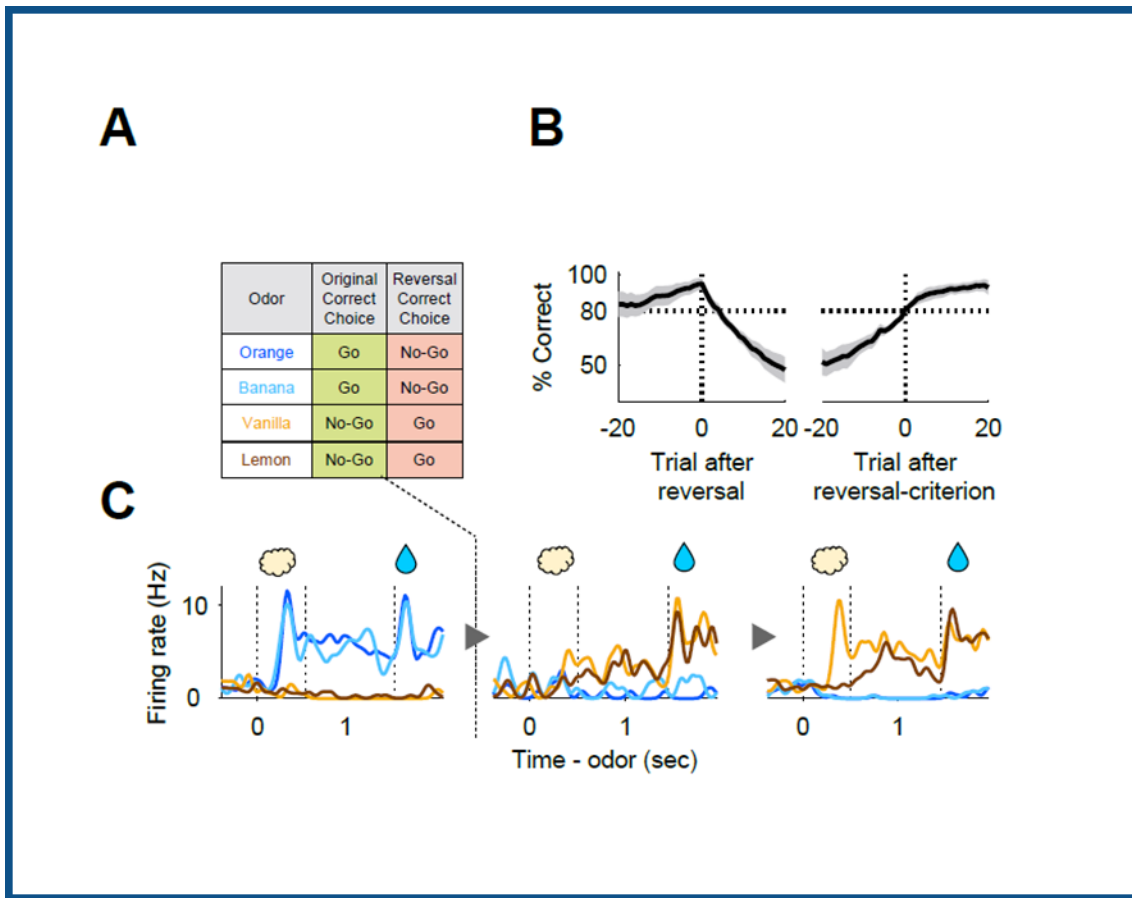 A
B
Odor
Original
Correct
Choice
Reversal
Correct
Choice
Orange Go No-Go
Banana Go No-Go
Vanilla No-Go Go
Lemon No-Go Go
% Correct
100
80
50
-20 0 20
Trial after
reversal
-20 0 20
Trial after
reversal-criterion
C
Firing rate (Hz)
10
0
0 1
0 1
0 1
Time - odor (sec)